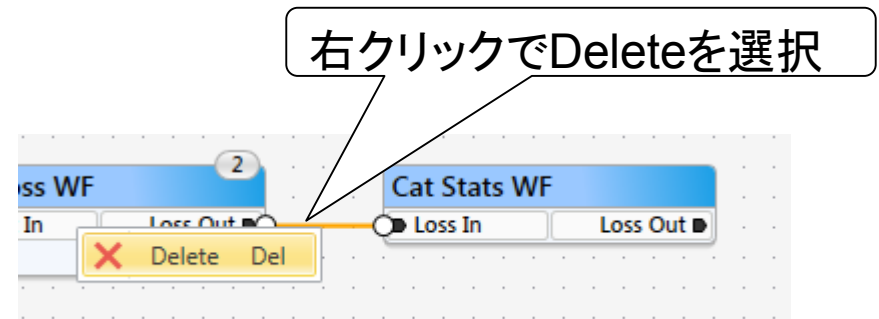 右クリックでDeleteを選択
2
oss WF
Cat Stats WF
In Loss Out Loss In Loss Out
Delete Del